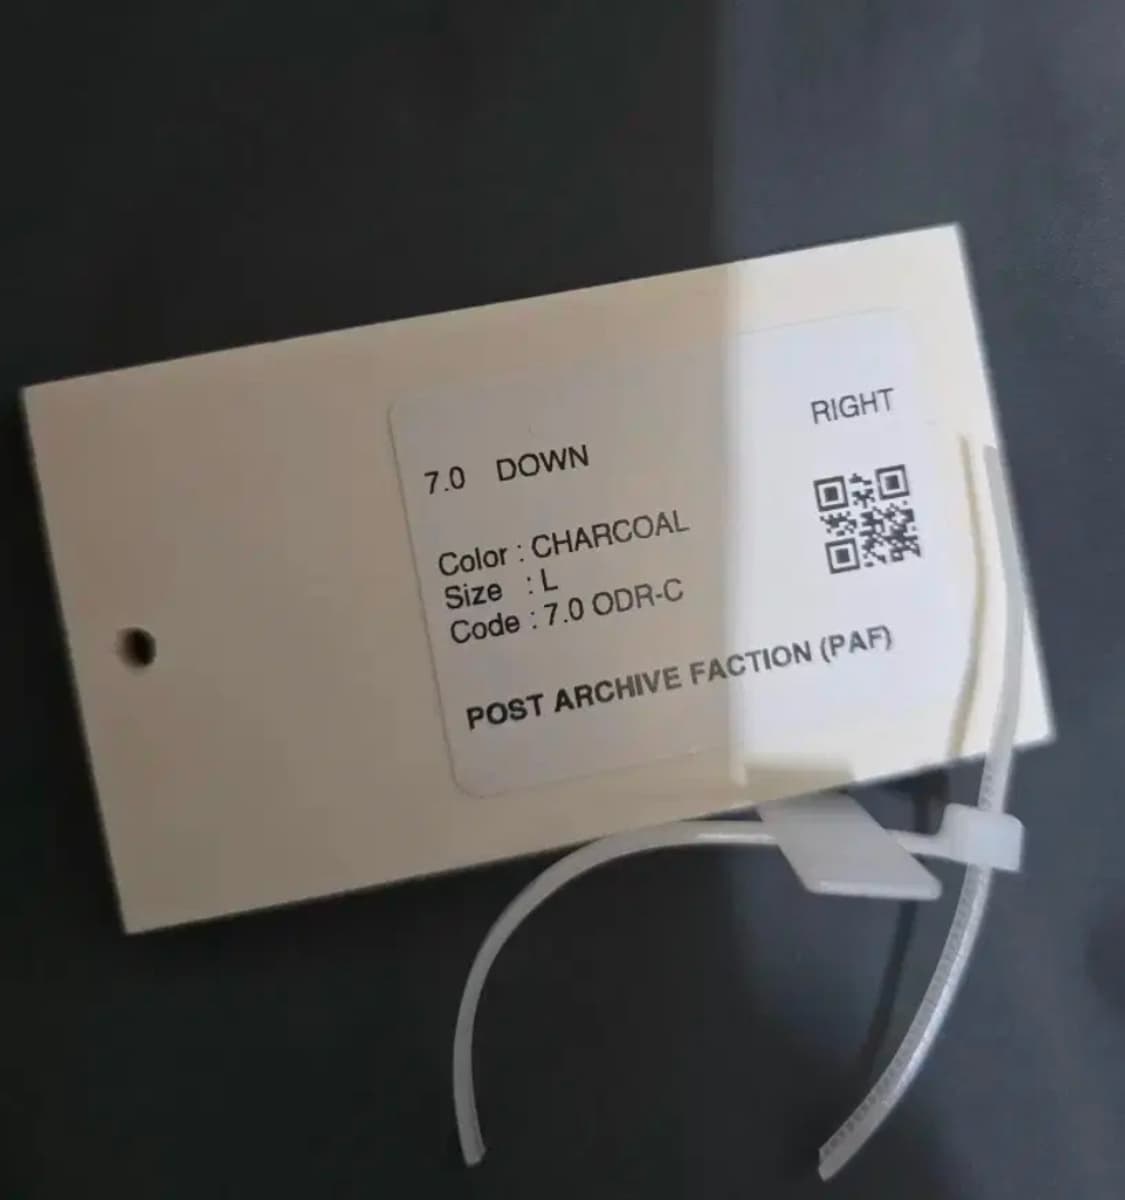 7.0 DOWN RIGHT
Color : CHARCOAL
Size : L
Code : 7.0 ODR-C
POST ARCHIVE FACTION (PAF)